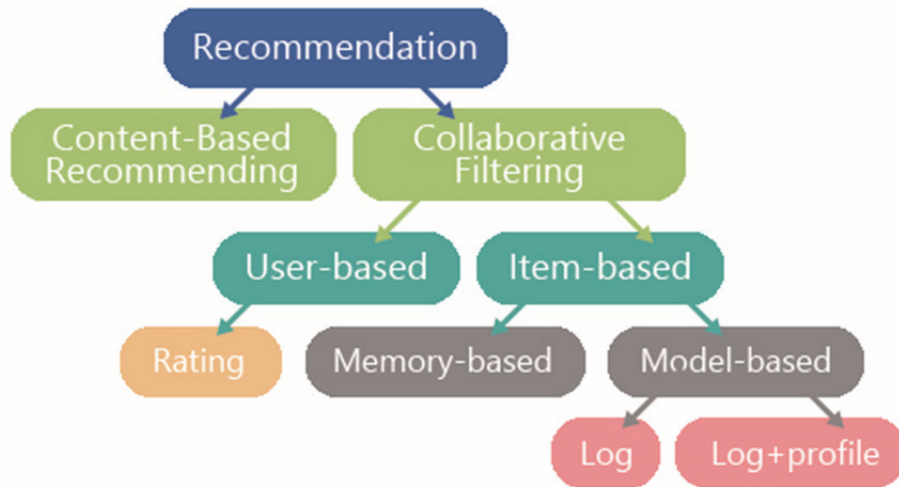 Recommendation
Content-Based
Recommending
Collaborative
Filtering
User-based
Item-based
Rating
Memory-based
Model-based
Log
Log+profile